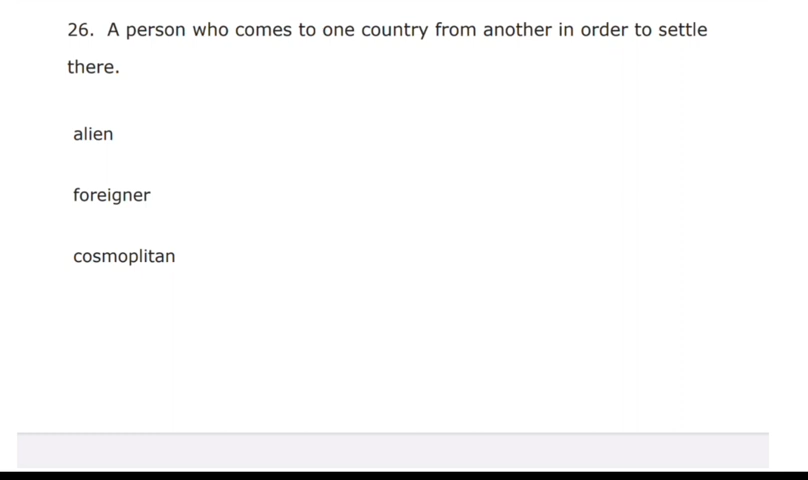 26. A person who comes to one country from another in order to settle
there.
alien
foreigner
cosmoplitan